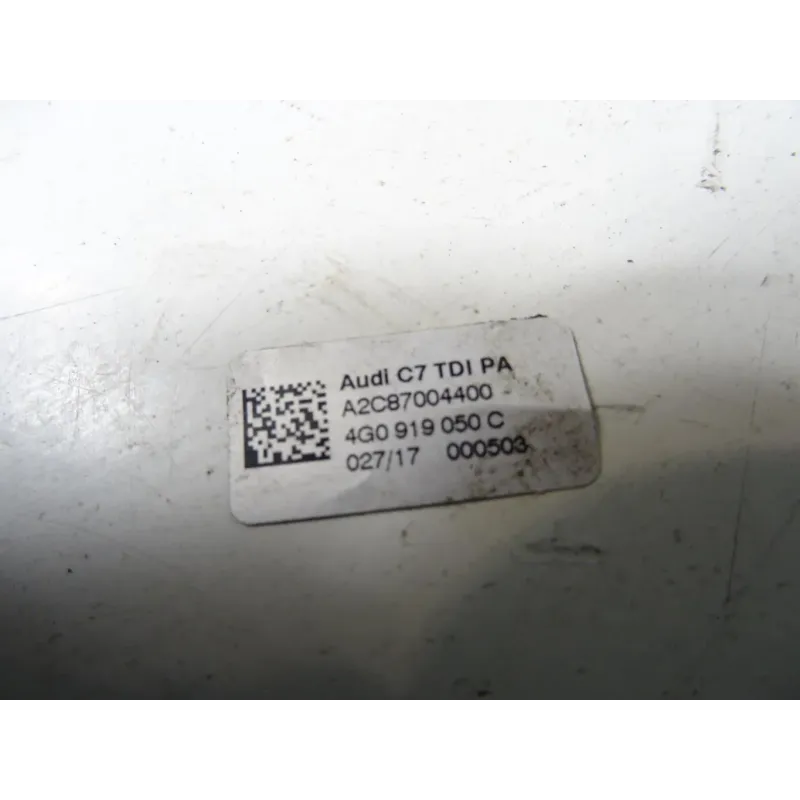 Audi C7 TDI PA
A2C87004400
4G0 919 050 C
027/17 000503